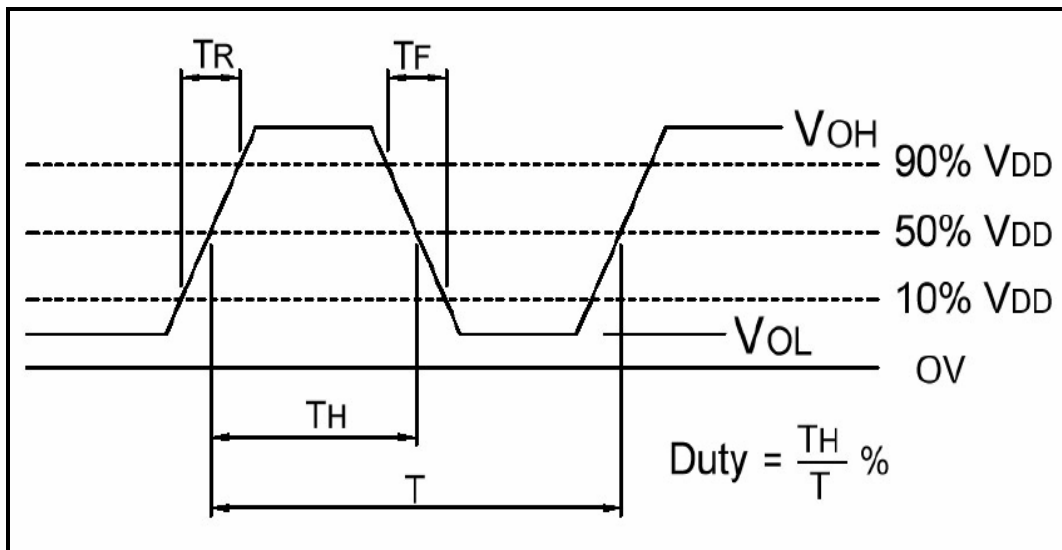 TR
TF
VOH
90% VDD
50% VDD
10% VDD
VOL
OV
TH
Duty = TH/T %
T